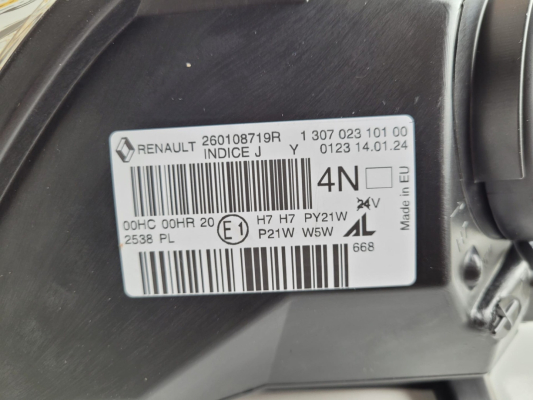 RENAULT 260108719R 1 307 023 101 00
INDICE J Y 0123 14.01.24
4N
24V
Made in EU
00HC 00HR 20 E1 H7 H7 PY21W
2538 PL P21W W5W AL
668